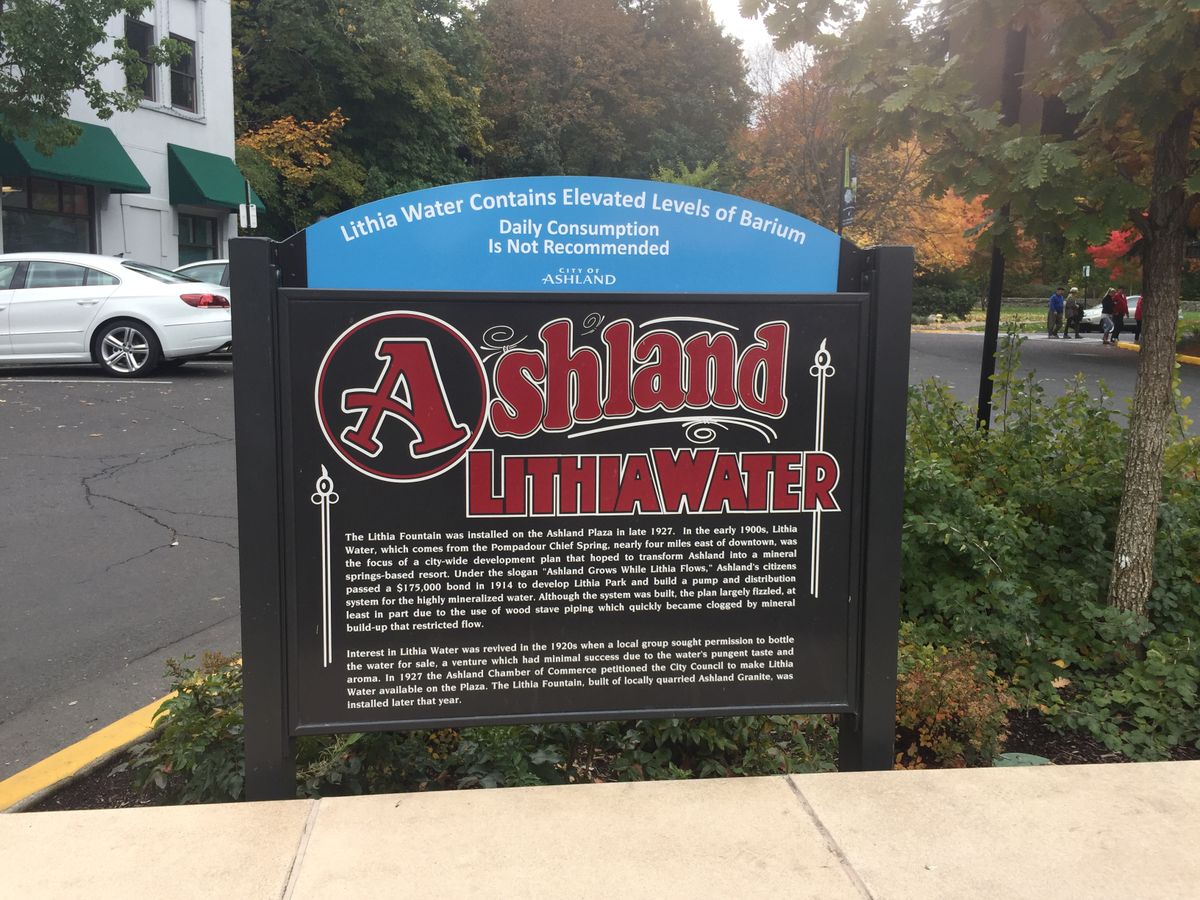 Lithia Water Contains Elevated Levels of Barium
Daily Consumption
Is Not Recommended
CITY OF
ASHLAND
A Ashland
LITHIA WATER
The Lithia Fountain was installed on the Ashland Plaza in late 1927. In the early 1900s, Lithia
Water, which comes from the Pompadour Chief Spring, nearly four miles east of downtown, was
the focus of a city-wide development plan that hoped to transform Ashland into a mineral
springs-based resort. Under the slogan "Ashland Grows While Lithia Flows," Ashland's citizens
passed a $175,000 bond in 1914 to develop Lithia Park and build a pump and distribution
system for the highly mineralized water. Although the system was built, the plan largely fizzled, at
least in part due to the use of wood stave piping which quickly became clogged by mineral
build-up that restricted flow.
Interest in Lithia Water was revived in the 1920s when a local group sought permission to bottle
the water for sale, a venture which had minimal success due to the water's pungent taste and
aroma. In 1927 the Ashland Chamber of Commerce petitioned the City Council to make Lithia
Water available on the Plaza. The Lithia Fountain, built of locally quarried Ashland Granite, was
installed later that year.